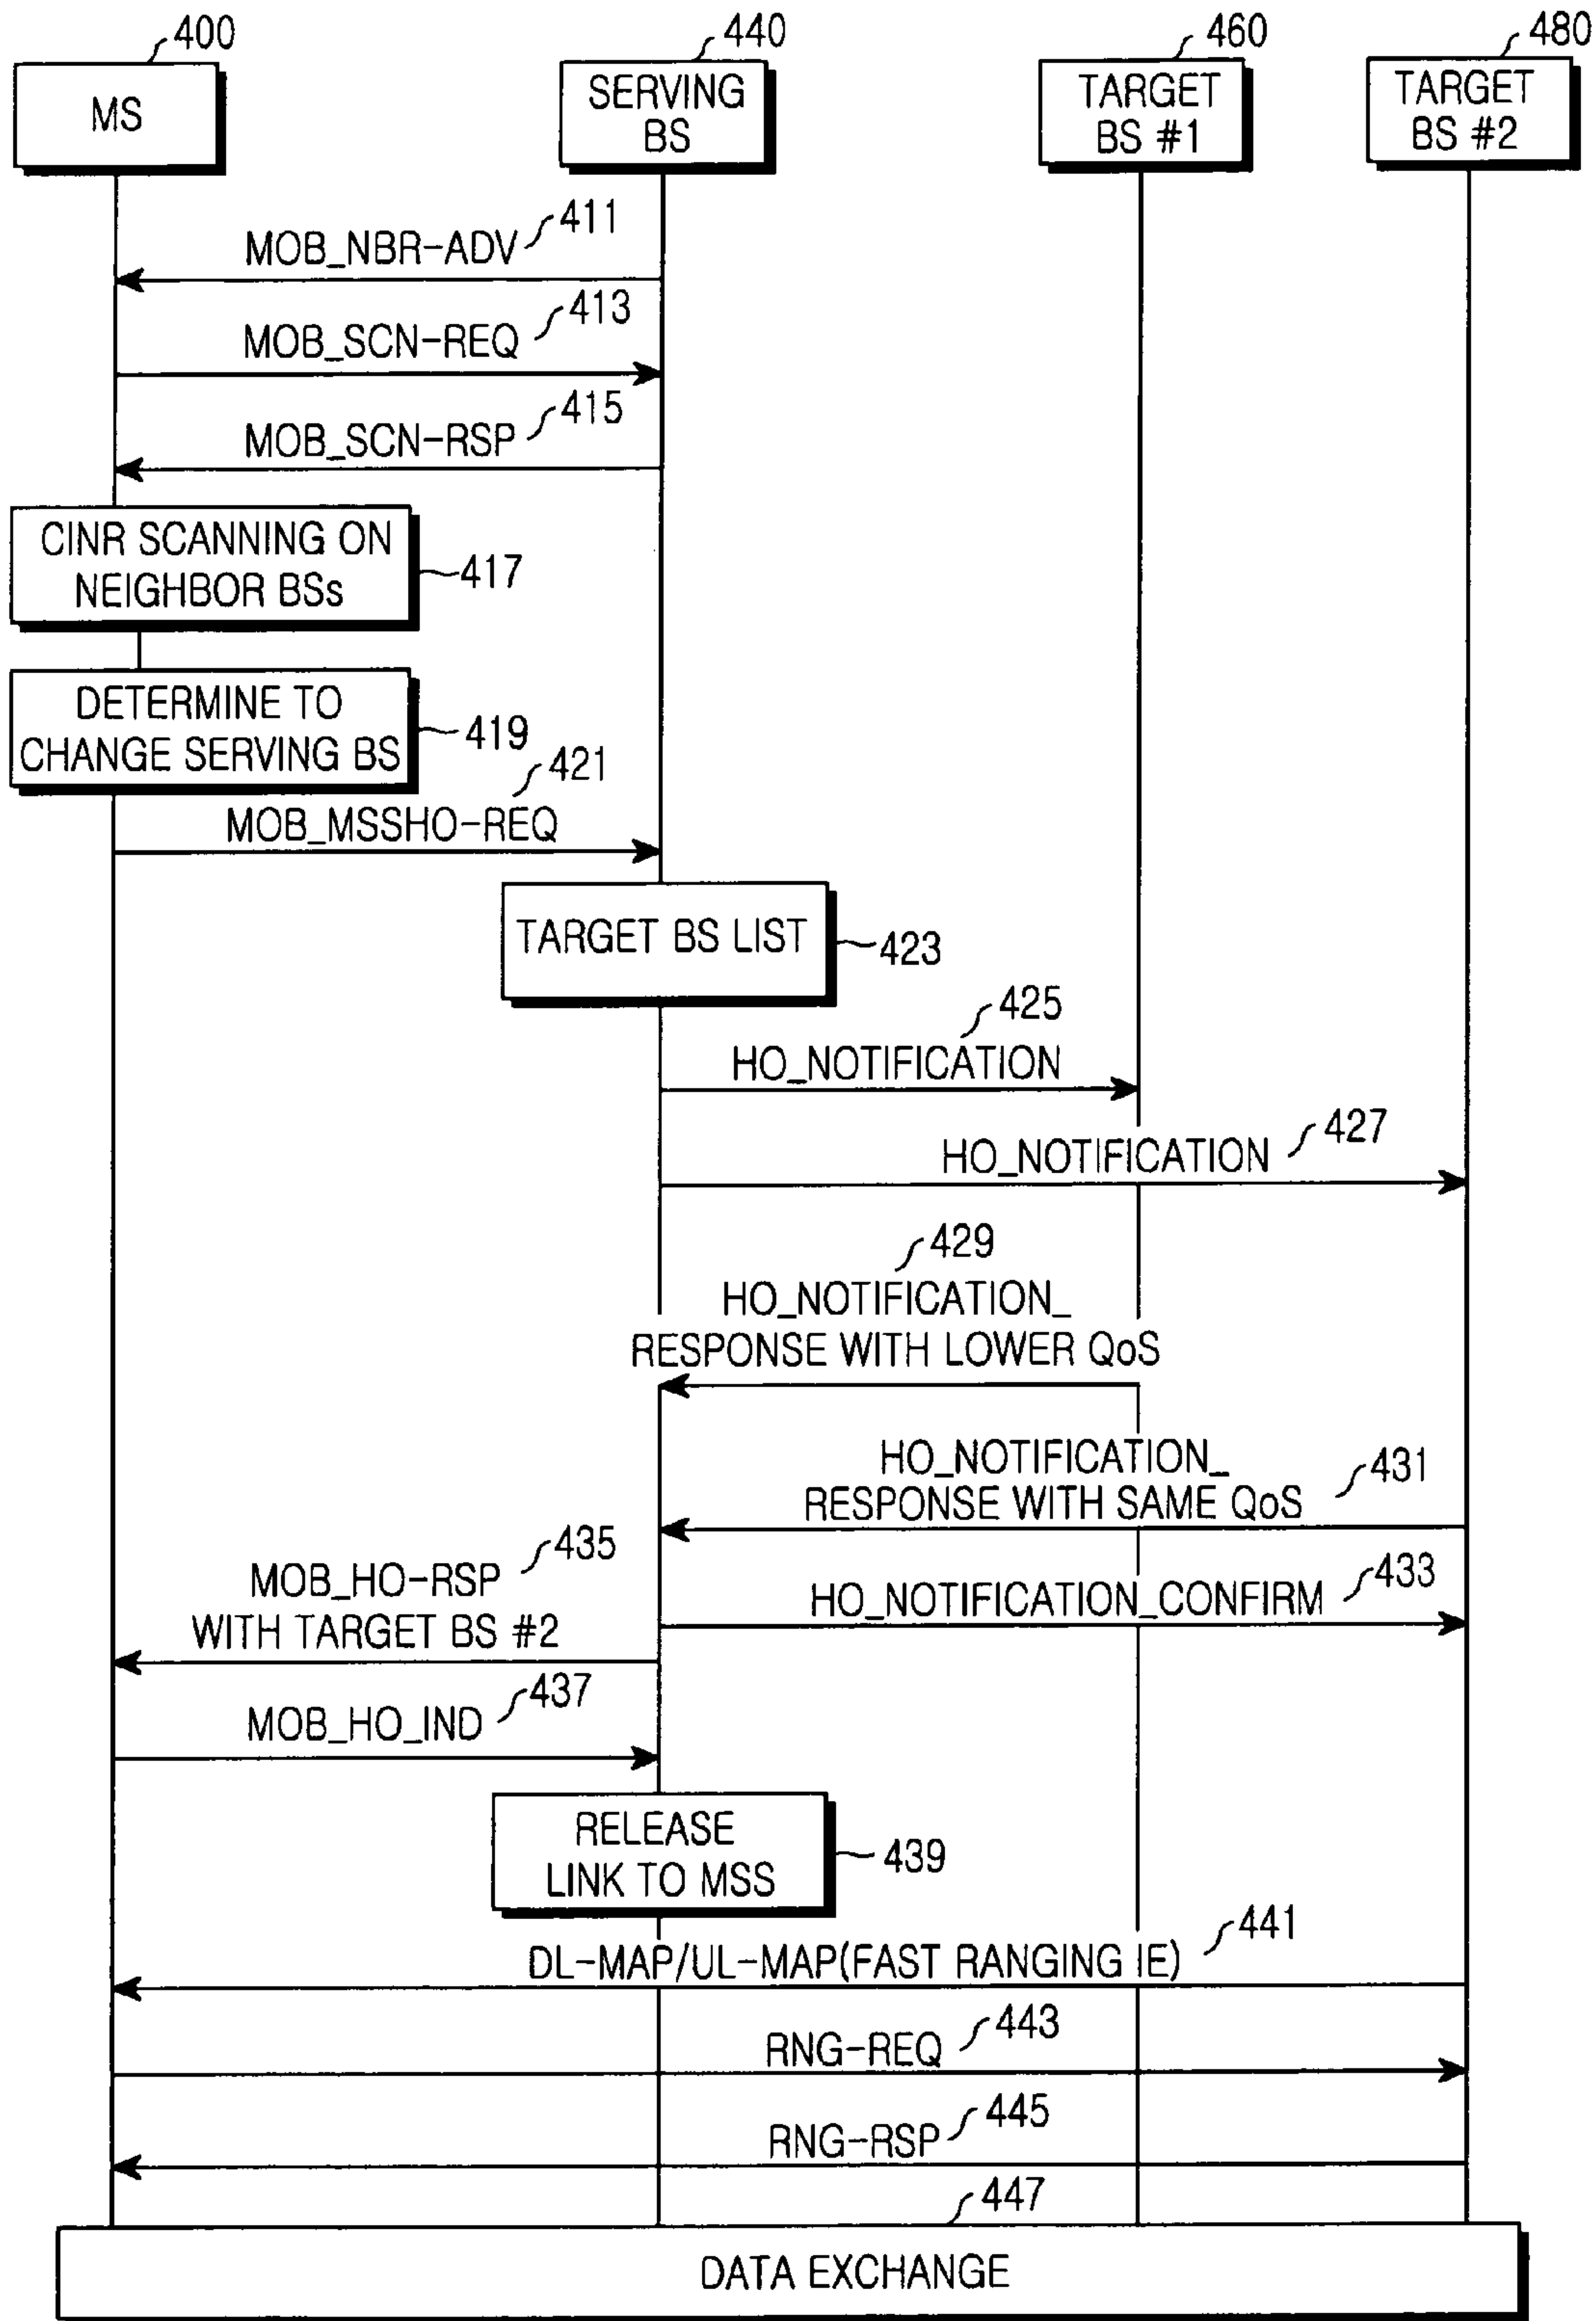 400
440
460
480
MS
SERVING
BS
TARGET
BS #1
TARGET
BS #2
411
MOB_NBR-ADV
413
MOB_SCN-REQ
415
MOB_SCN-RSP
CINR SCANNING ON
NEIGHBOR BSs
417
DETERMINE TO
CHANGE SERVING BS
419
421
MOB_MSSHO-REQ
TARGET BS LIST
423
425
HO_NOTIFICATION
427
HO_NOTIFICATION
429
HO_NOTIFICATION_
RESPONSE WITH LOWER QoS
HO_NOTIFICATION_
RESPONSE WITH SAME QoS
431
435
MOB_HO-RSP
WITH TARGET BS #2
433
HO_NOTIFICATION_CONFIRM
437
MOB_HO_IND
RELEASE
LINK TO MSS
439
441
DL-MAP/UL-MAP(FAST RANGING IE)
443
RNG-REQ
445
RNG-RSP
447
DATA EXCHANGE